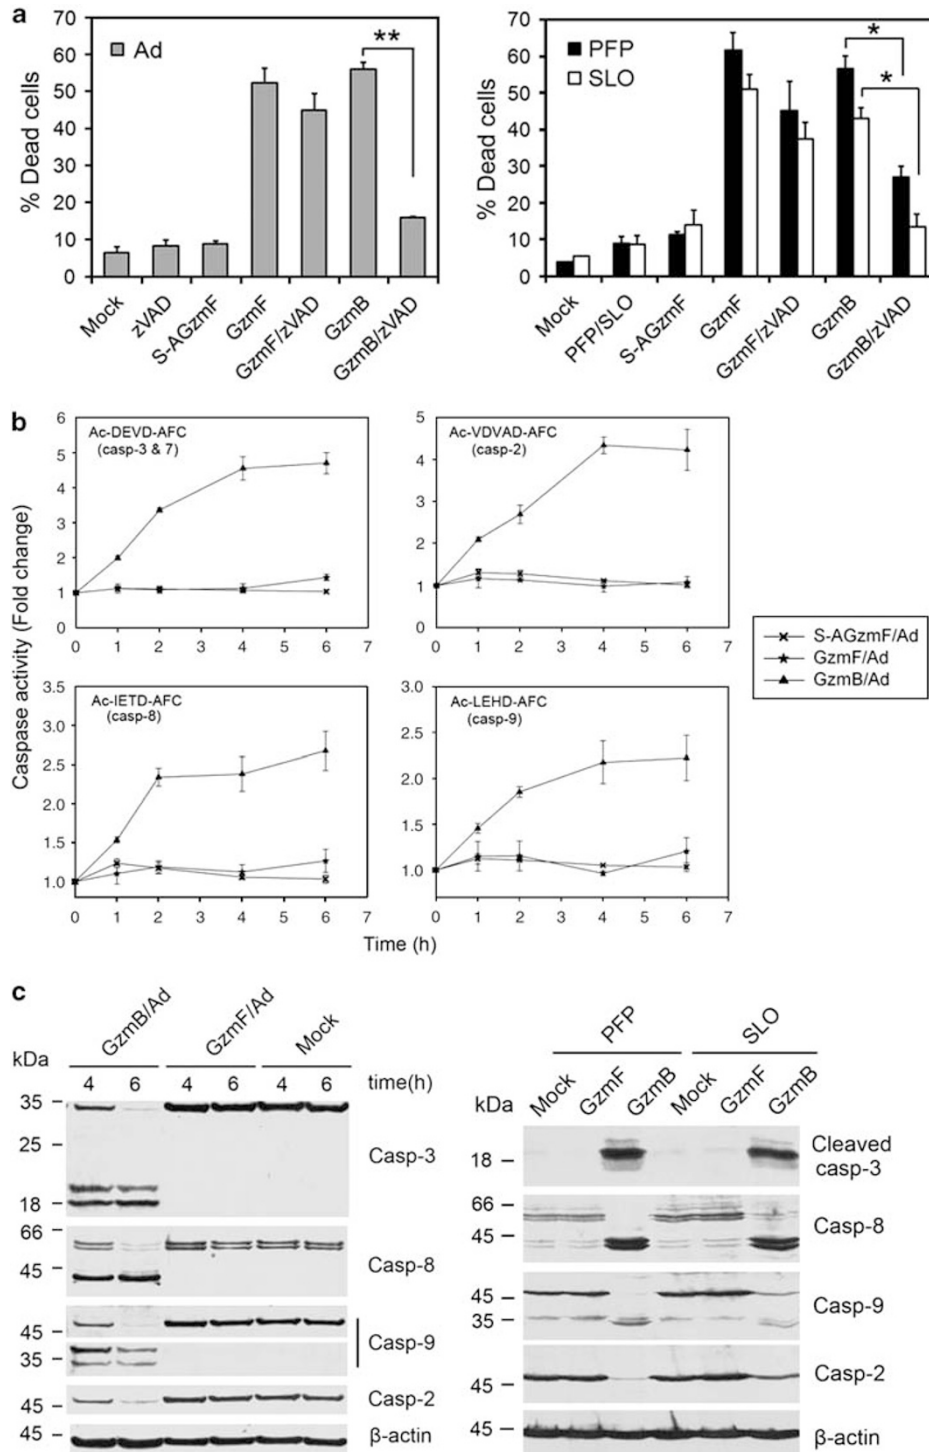 a
70
60
50
40
30
20
10
0
% Dead cells
Ad
**
Mock
zVAD
S-AGzmF
GzmF
GzmF/zVAD
GzmB
GzmB/zVAD
70
60
50
40
30
20
10
0
% Dead cells
PFP
SLO
*
*
Mock
PFP/SLO
S-AGzmF
GzmF
GzmF/zVAD
GzmB
GzmB/zVAD
b
Caspase activity (Fold change)
Ac-DEVD-AFC
(casp-3 & 7)
6
5
4
3
2
1
0
0 1 2 3 4 5 6 7
Ac-VDVAD-AFC
(casp-2)
5
4
3
2
1
0
0 1 2 3 4 5 6 7
Ac-IETD-AFC
(casp-8)
3.5
3.0
2.5
2.0
1.5
1.0
0 1 2 3 4 5 6 7
Ac-LEHD-AFC
(casp-9)
3.0
2.5
2.0
1.5
1.0
0 1 2 3 4 5 6 7
Time (h)
S-AGzmF/Ad
GzmF/Ad
GzmB/Ad
c
GzmB/Ad GzmF/Ad Mock
kDa
4 6 4 6 4 6 time(h)
35
25
18
Casp-3
66
45
Casp-8
45
35
Casp-9
45
Casp-2
45
β-actin
PFP SLO
kDa
Mock GzmF GzmB Mock GzmF GzmB
18
Cleaved
casp-3
66
45
Casp-8
45
35
Casp-9
45
Casp-2
45
β-actin